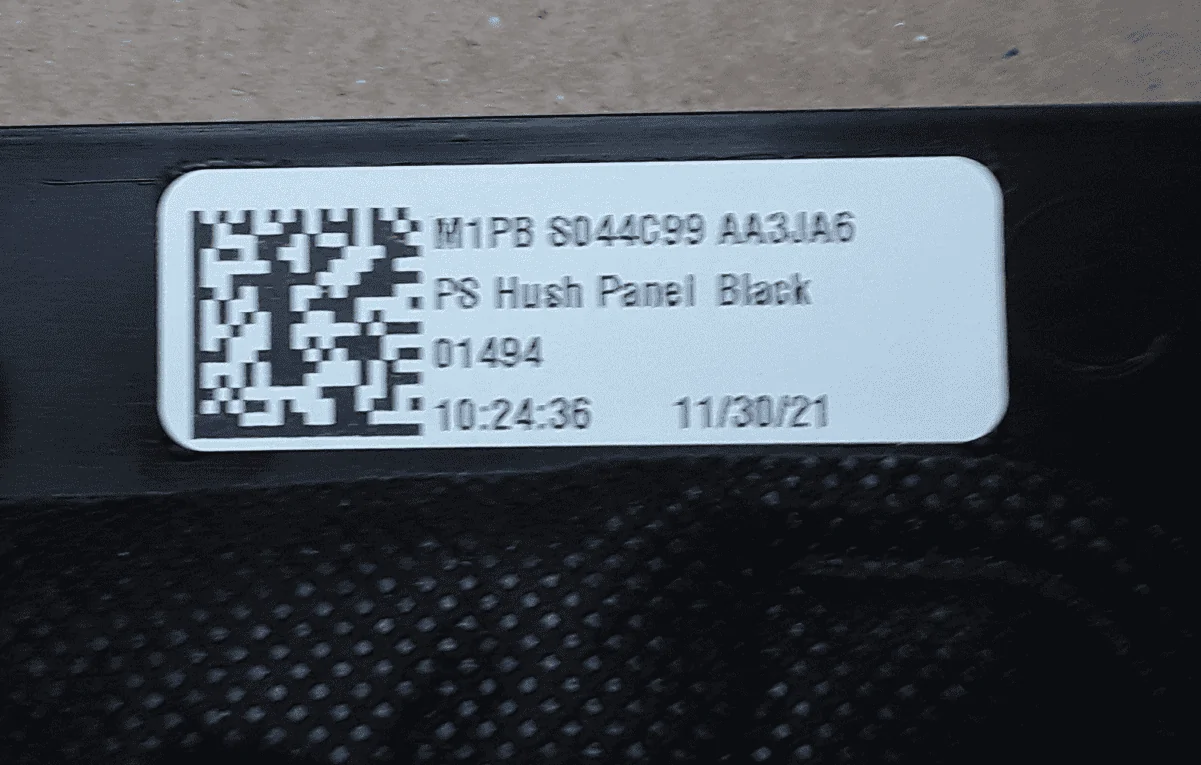 M1PB S044C99 AA3JA6
PS Hush Panel Black
01494
10:24:36 11/30/21